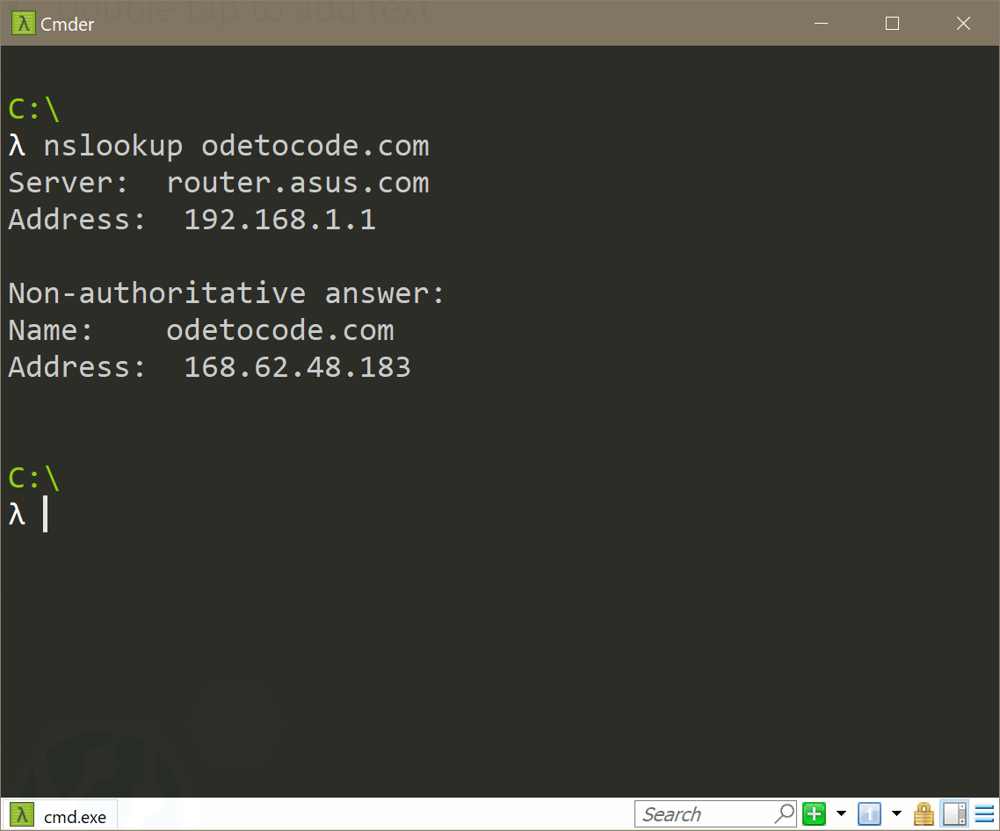 Double tap to add text
Cmder
C:\
λ nslookup odetocode.com
Server:  router.asus.com
Address:  192.168.1.1
Non-authoritative answer:
Name:    odetocode.com
Address:  168.62.48.183
C:\
λ
cmd.exe
Search
1